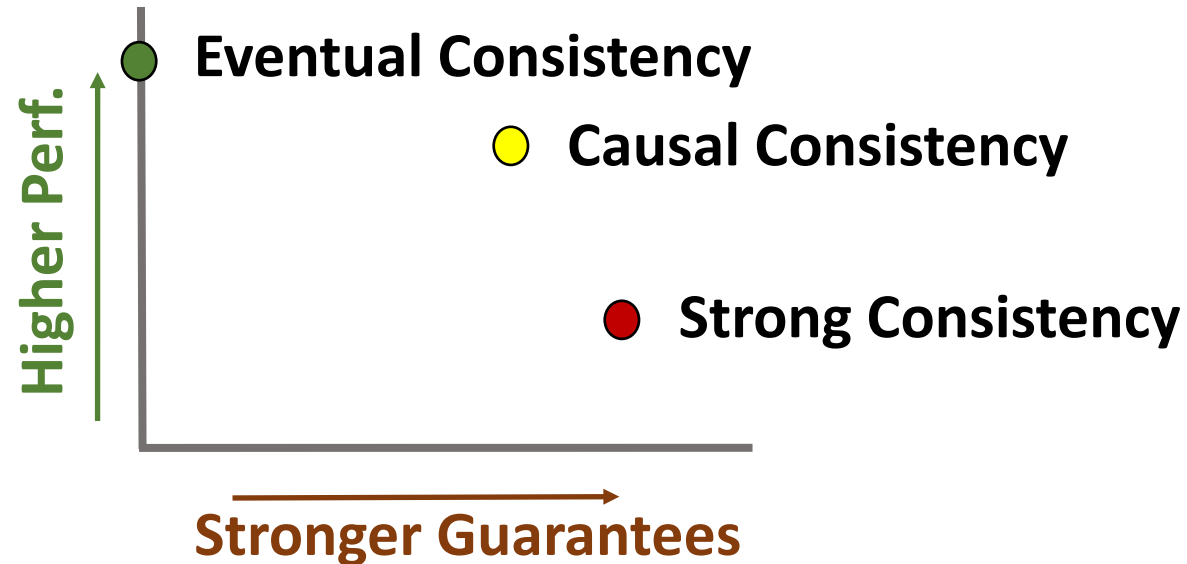 Eventual Consistency
Causal Consistency
Strong Consistency
Higher Perf.
Stronger Guarantees